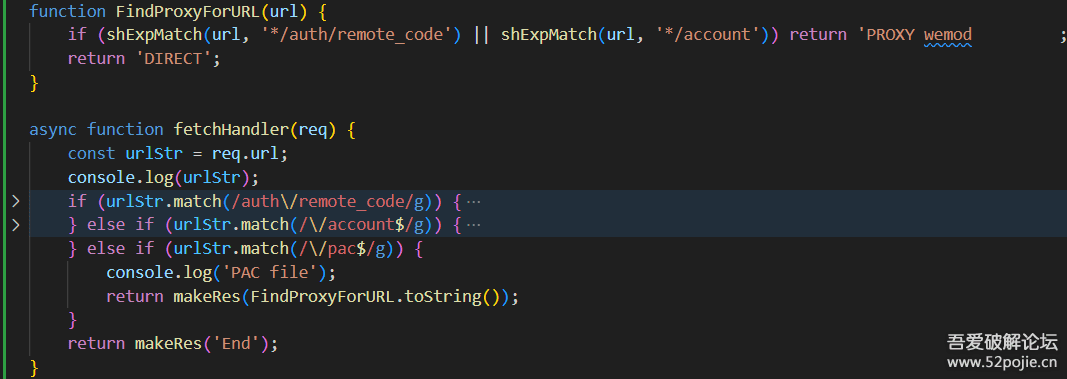 function FindProxyForURL(url) {
    if (shExpMatch(url, '*/auth/remote_code') || shExpMatch(url, '*/account')) return 'PROXY wemod          ;
    return 'DIRECT';
}

async function fetchHandler(req) {
    const urlStr = req.url;
    console.log(urlStr);
    if (urlStr.match(/auth\/remote_code/g)) { ···
    } else if (urlStr.match(/\/account$/g)) { ···
    } else if (urlStr.match(/\/pac$/g)) {
        console.log('PAC file');
        return makeRes(FindProxyForURL.toString());
    }
    return makeRes('End');
}
吾爱破解论坛
www.52pojie.cn